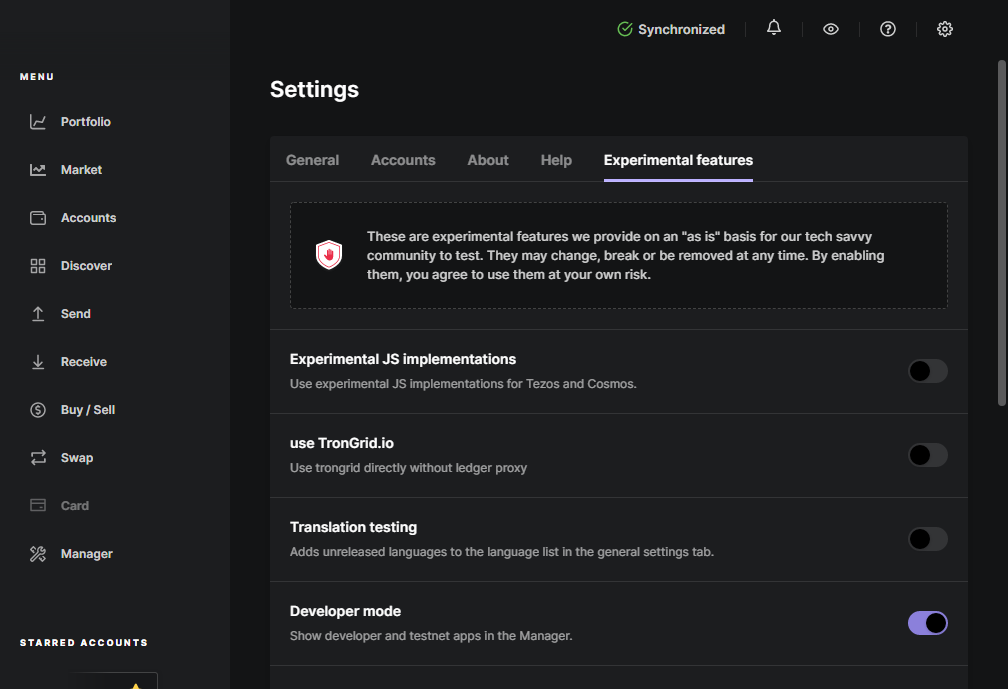 Synchronized
MENU
Portfolio
Market
Accounts
Discover
Send
Receive
Buy / Sell
Swap
Card
Manager
STARRED ACCOUNTS
Settings
General Accounts About Help Experimental features
These are experimental features we provide on an "as is" basis for our tech savvy
community to test. They may change, break or be removed at any time. By enabling
them, you agree to use them at your own risk.
Experimental JS implementations
Use experimental JS implementations for Tezos and Cosmos.
use TronGrid.io
Use trongrid directly without ledger proxy
Translation testing
Adds unreleased languages to the language list in the general settings tab.
Developer mode
Show developer and testnet apps in the Manager.